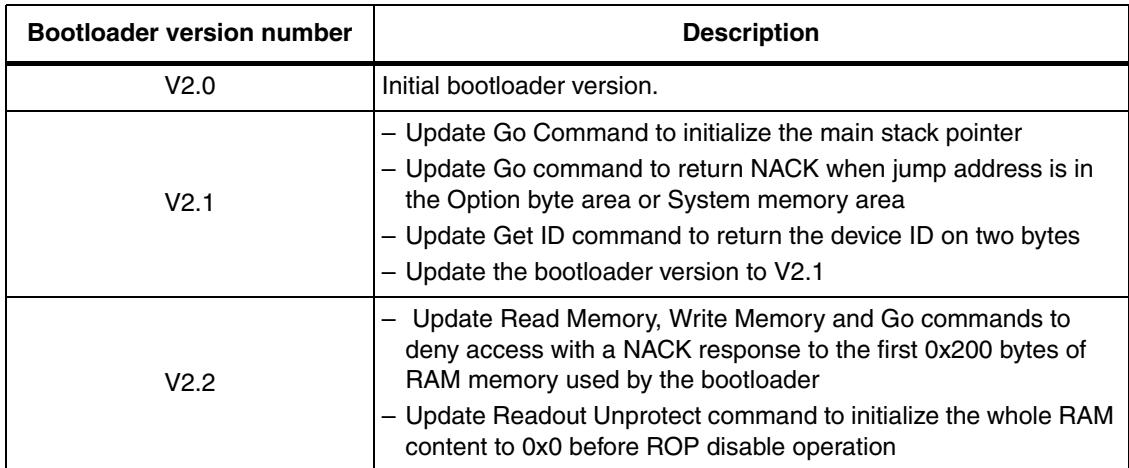 Bootloader version number
Description
V2.0
Initial bootloader version.
V2.1
– Update Go Command to initialize the main stack pointer
– Update Go command to return NACK when jump address is in
the Option byte area or System memory area
– Update Get ID command to return the device ID on two bytes
– Update the bootloader version to V2.1
V2.2
– Update Read Memory, Write Memory and Go commands to
deny access with a NACK response to the first 0x200 bytes of
RAM memory used by the bootloader
– Update Readout Unprotect command to initialize the whole RAM
content to 0x0 before ROP disable operation